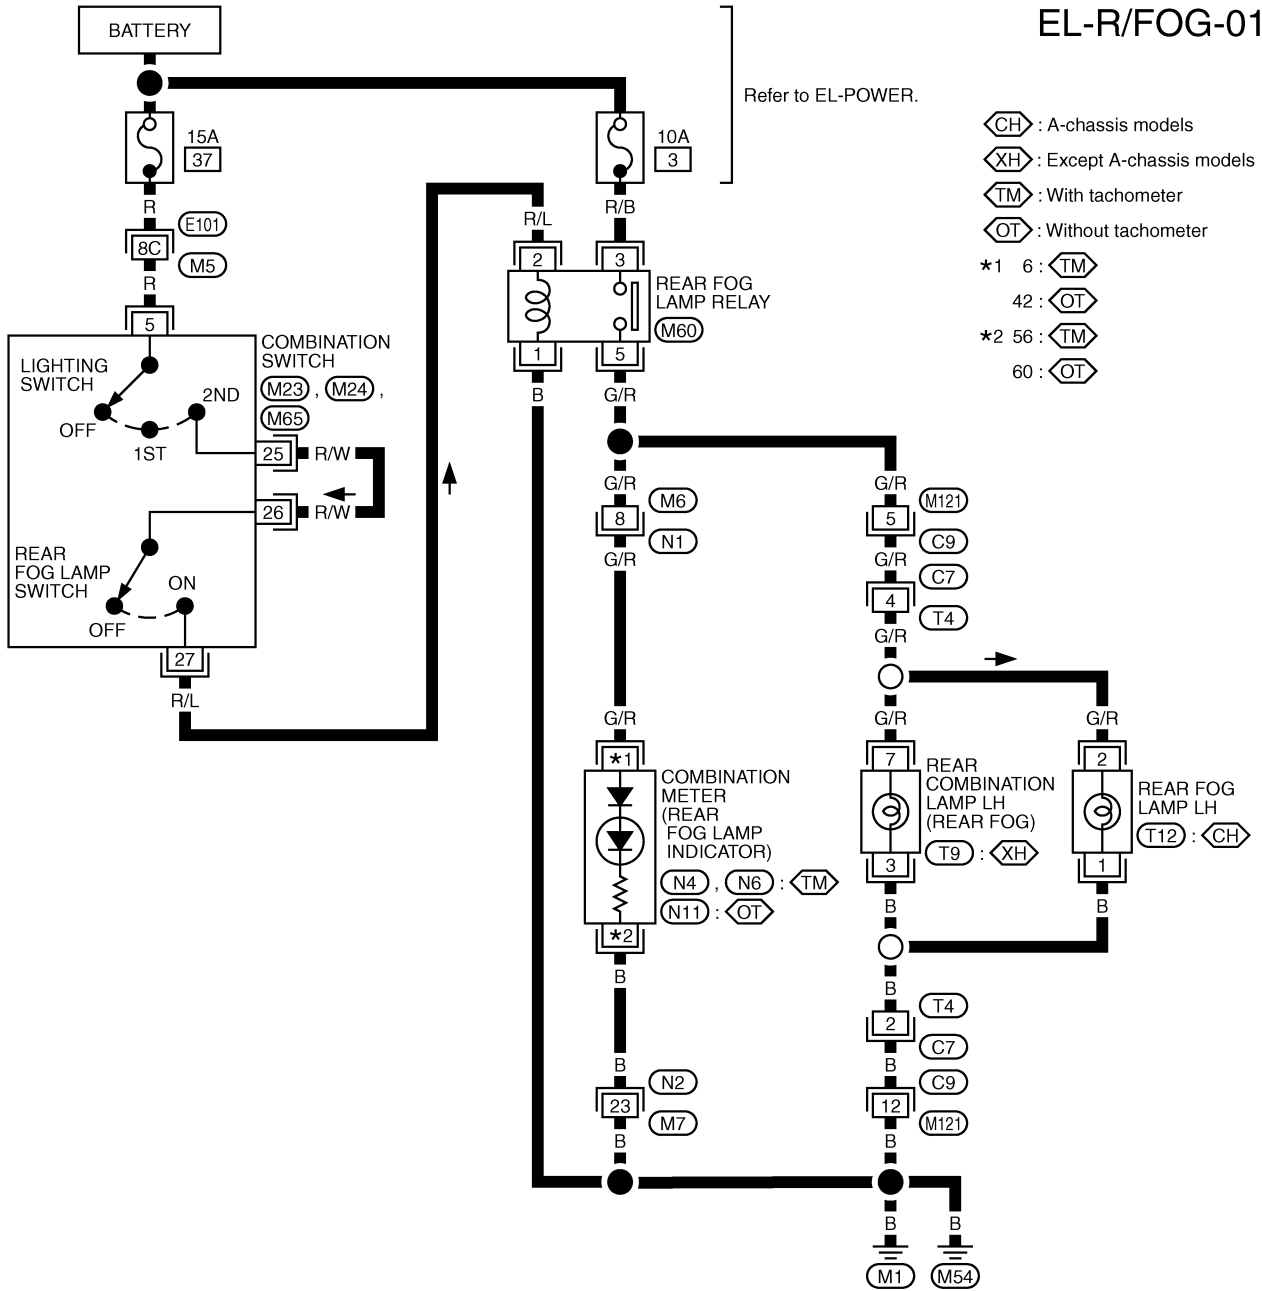 EL-R/FOG-01
BATTERY
Refer to EL-POWER.
CH : A-chassis models
XH : Except A-chassis models
TM : With tachometer
OT : Without tachometer
*1 6 : TM
42 : OT
*2 56 : TM
60 : OT
15A
37
10A
3
R
E101
8C
M5
R
5
R/L
R/B
2
3
REAR FOG
LAMP RELAY
M60
1
5
B
G/R
LIGHTING
SWITCH
OFF
1ST
2ND
COMBINATION
SWITCH
M23 , M24 ,
M65
25
R/W
26
R/W
REAR
FOG LAMP
SWITCH
ON
OFF
27
R/L
G/R
M6
8
N1
G/R
G/R
M121
5
C9
G/R
C7
4
T4
G/R
G/R
*1
COMBINATION
METER
(REAR
FOG LAMP
INDICATOR)
N4 , N6 : TM
N11 : OT
*2
B
G/R
7
REAR
COMBINATION
LAMP LH
(REAR FOG)
T9 : XH
3
B
G/R
2
REAR FOG
LAMP LH
T12 : CH
1
B
B
N2
23
M7
B
B
T4
2
C7
B
C9
12
M121
B
B
B
M1
M54